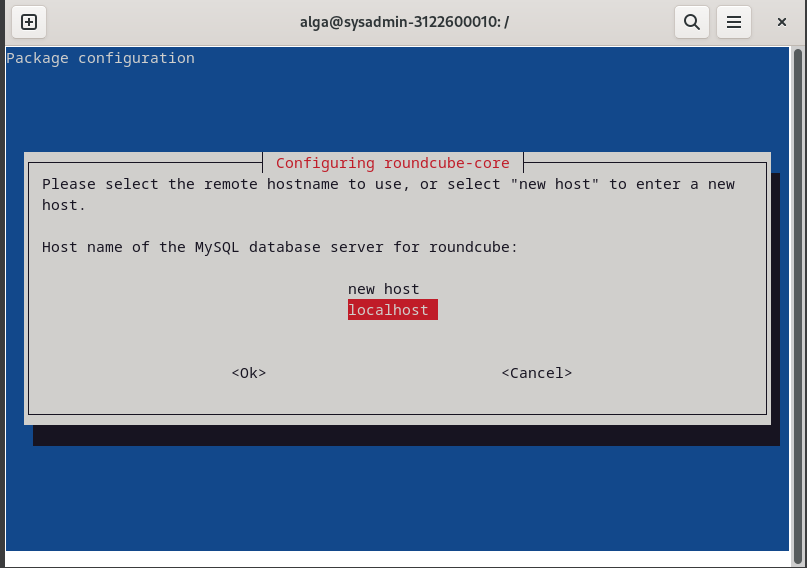 alga@sysadmin-3122600010: /
Package configuration
Configuring roundcube-core
Please select the remote hostname to use, or select "new host" to enter a new
host.
Host name of the MySQL database server for roundcube:
new host
localhost
<Ok> <Cancel>